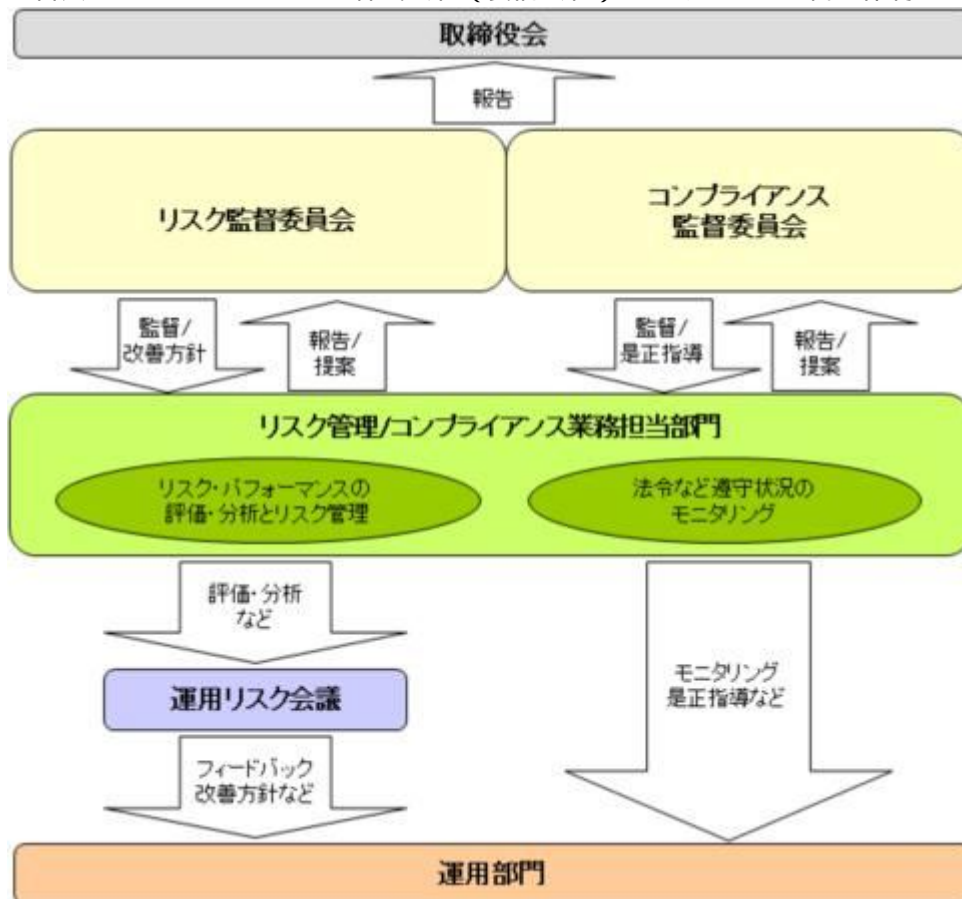 取締役会
報告
リスク監督委員会
コンプライアンス
監督委員会
監督/
改善方針
報告/
提案
監督/
是正指導
報告/
提案
リスク管理/コンプライアンス業務担当部門
リスク・パフォーマンスの
評価・分析とリスク管理
法令など遵守状況の
モニタリング
評価・分析
など
運用リスク会議
モニタリング
是正指導など
フィードバック
改善方針など
運用部門